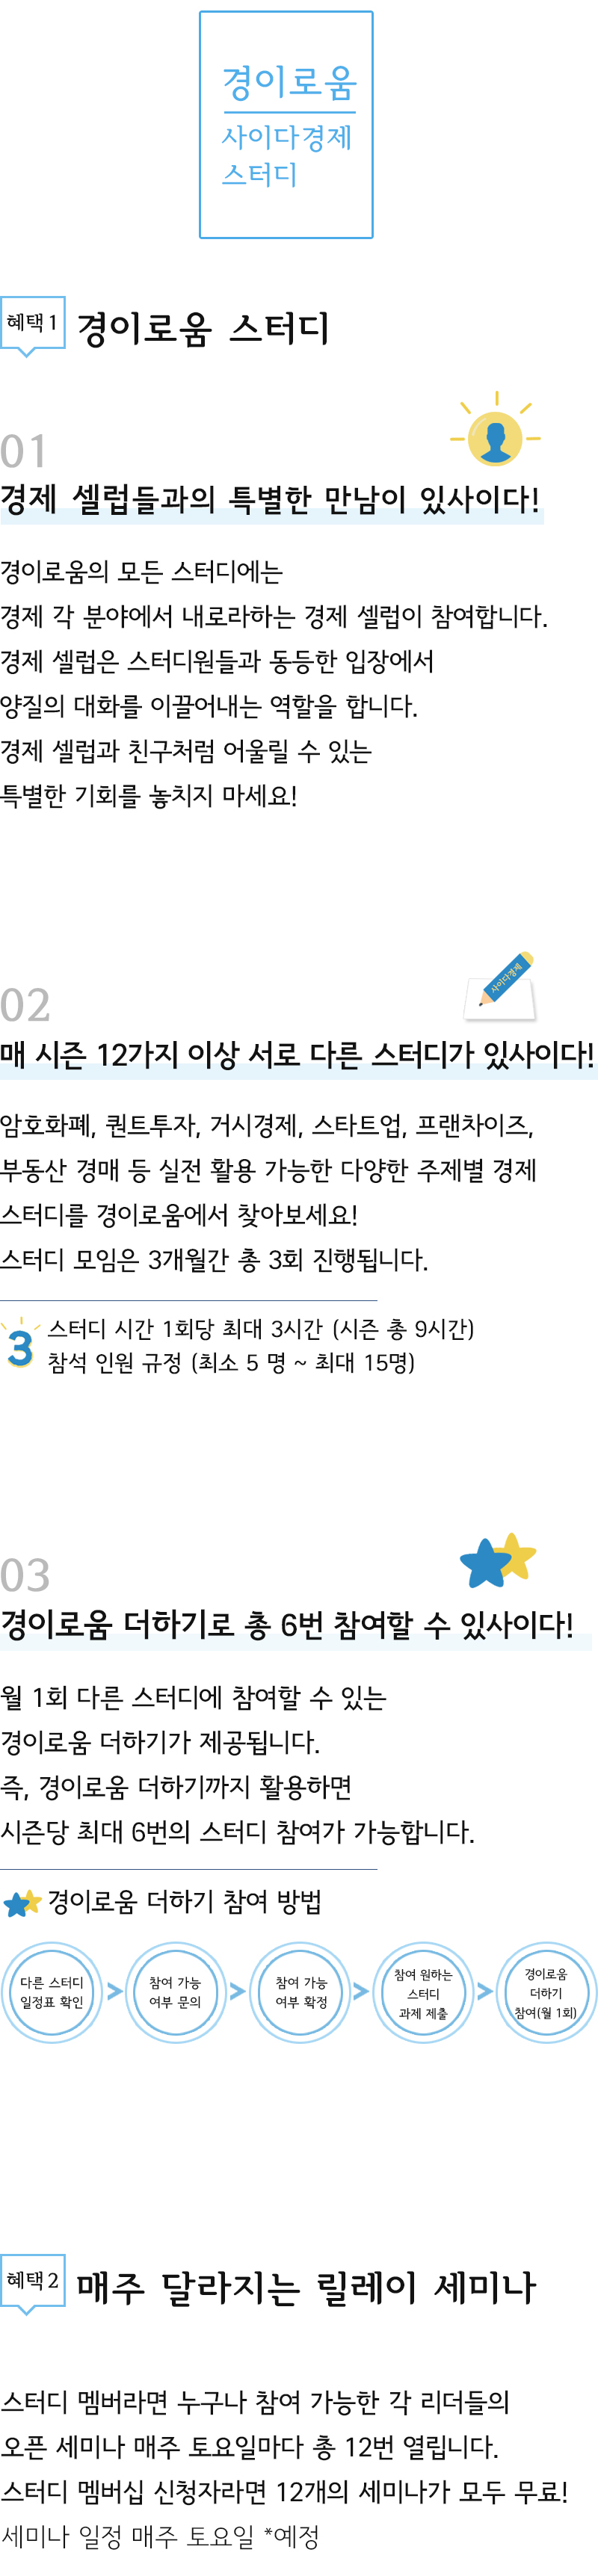 경이로움
사이다경제
스터디
혜택1
경이로움 스터디
01
경제 셀럽들과의 특별한 만남이 있사이다!
경이로움의 모든 스터디에는
경제 각 분야에서 내로라하는 경제 셀럽이 참여합니다.
경제 셀럽은 스터디원들과 동등한 입장에서
양질의 대화를 이끌어내는 역할을 합니다.
경제 셀럽과 친구처럼 어울릴 수 있는
특별한 기회를 놓치지 마세요!
사이다경제
02
매 시즌 12가지 이상 서로 다른 스터디가 있사이다!
암호화폐, 퀀트투자, 거시경제, 스타트업, 프랜차이즈,
부동산 경매 등 실전 활용 가능한 다양한 주제별 경제
스터디를 경이로움에서 찾아보세요!
스터디 모임은 3개월간 총 3회 진행됩니다.
3
스터디 시간 1회당 최대 3시간 (시즌 총 9시간)
참석 인원 규정 (최소 5 명 ~ 최대 15명)
03
경이로움 더하기로 총 6번 참여할 수 있사이다!
월 1회 다른 스터디에 참여할 수 있는
경이로움 더하기가 제공됩니다.
즉, 경이로움 더하기까지 활용하면
시즌당 최대 6번의 스터디 참여가 가능합니다.
경이로움 더하기 참여 방법
다른 스터디
일정표 확인
>
참여 가능
여부 문의
>
참여 가능
여부 확정
>
참여 원하는
스터디
과제 제출
>
경이로움
더하기
참여(월 1회)
혜택2
매주 달라지는 릴레이 세미나
스터디 멤버라면 누구나 참여 가능한 각 리더들의
오픈 세미나 매주 토요일마다 총 12번 열립니다.
스터디 멤버십 신청자라면 12개의 세미나가 모두 무료!
세미나 일정 매주 토요일 *예정